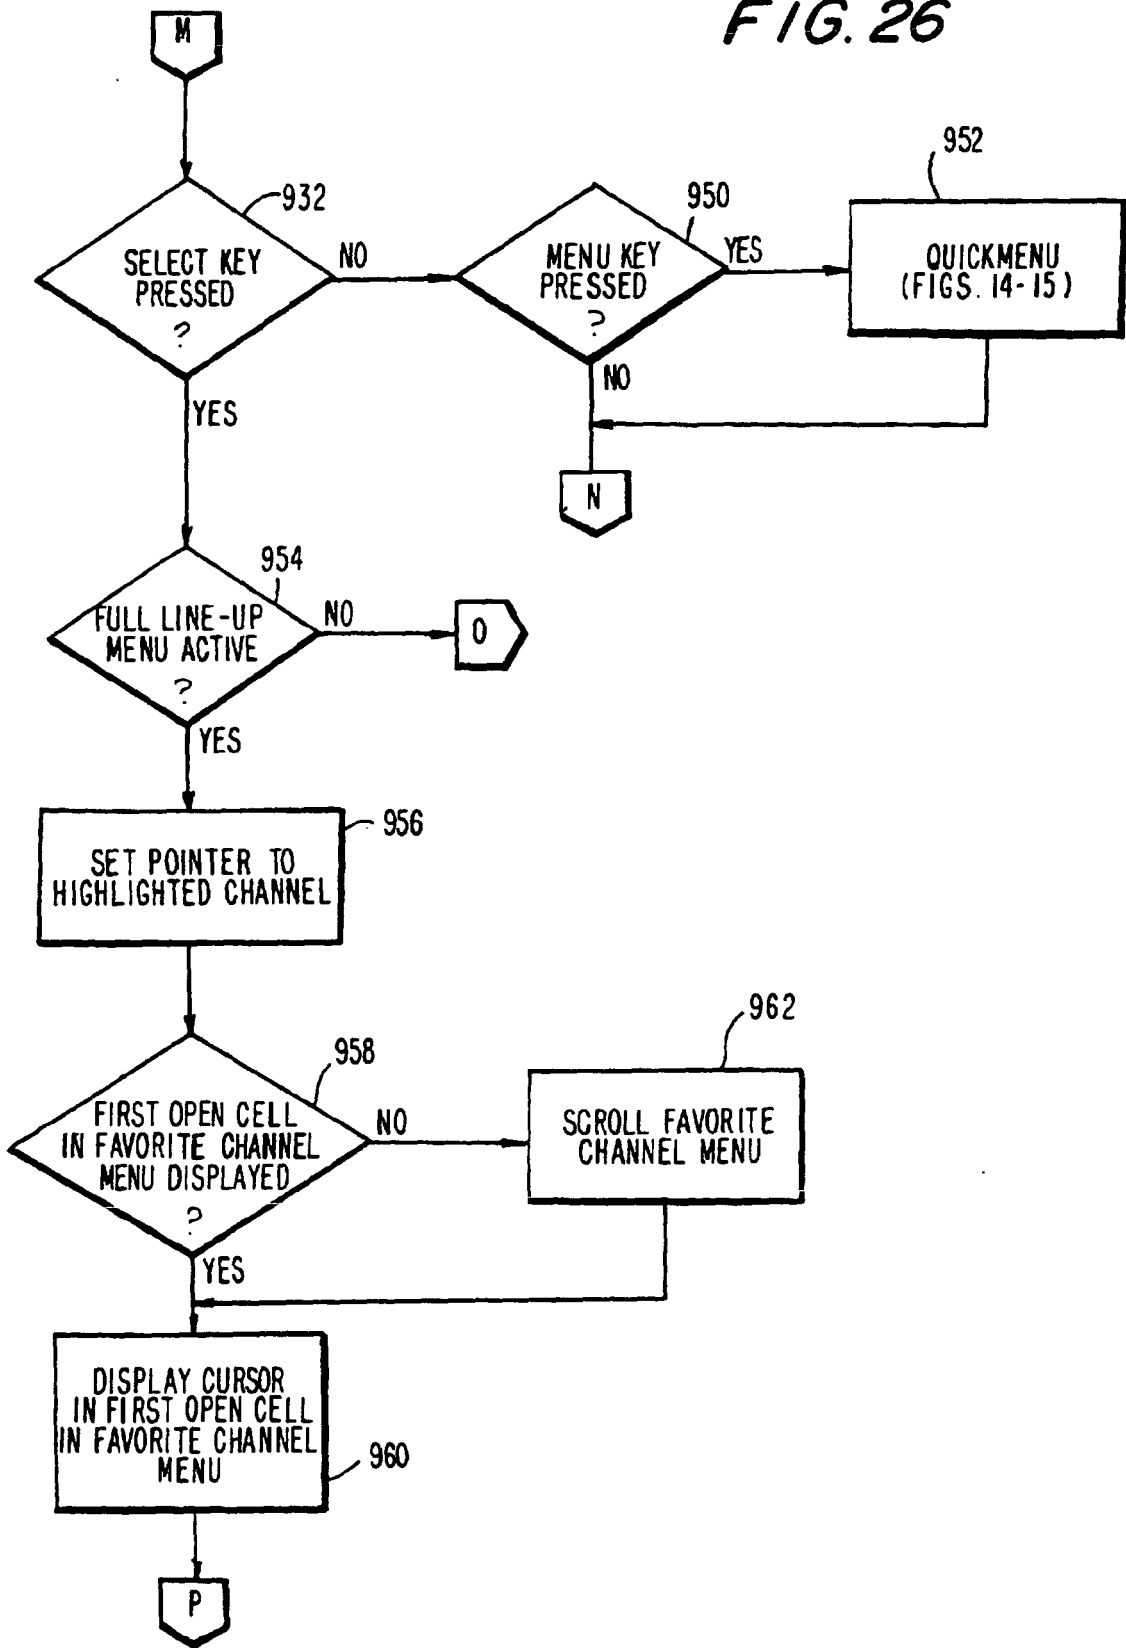 FIG. 26
M
932
SELECT KEY
PRESSED
?
NO
YES
950
MENU KEY
PRESSED
?
YES
NO
952
QUICKMENU
(FIGS. 14-15)
N
954
FULL LINE-UP
MENU ACTIVE
?
NO
O
YES
956
SET POINTER TO
HIGHLIGHTED CHANNEL
958
FIRST OPEN CELL
IN FAVORITE CHANNEL
MENU DISPLAYED
?
NO
YES
962
SCROLL FAVORITE
CHANNEL MENU
DISPLAY CURSOR
IN FIRST OPEN CELL
IN FAVORITE CHANNEL
MENU
960
P